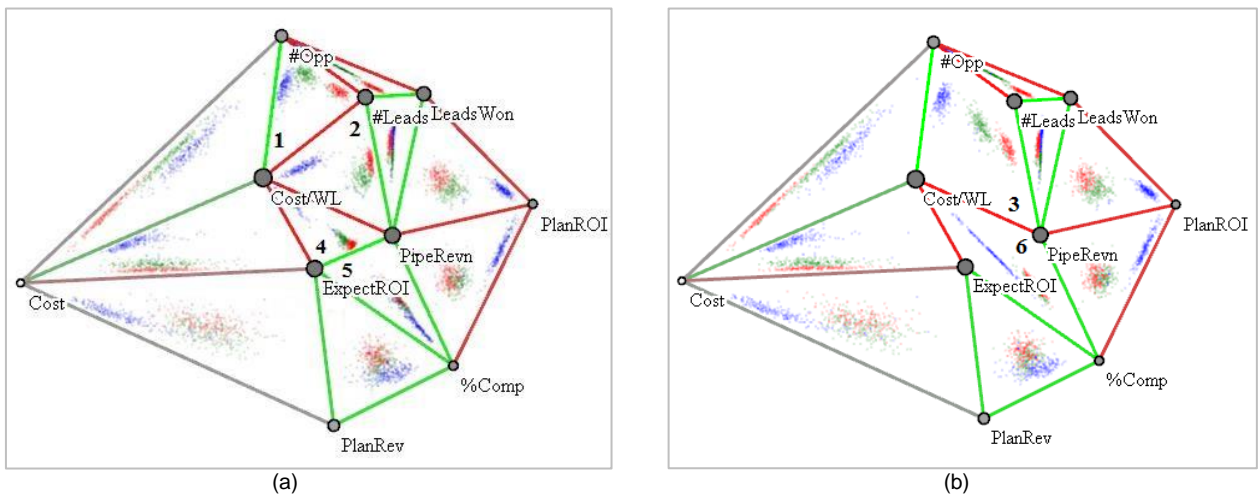 #Opp
#Leads
LeadsWon
1
2
Cost/WL
PlanROI
4
PipeRevn
5
ExpectROI
Cost
%Comp
PlanRev
(a)
#Opp
#Leads
LeadsWon
Cost/WL
3
PlanROI
6
PipeRevn
ExpectROI
Cost
%Comp
PlanRev
(b)